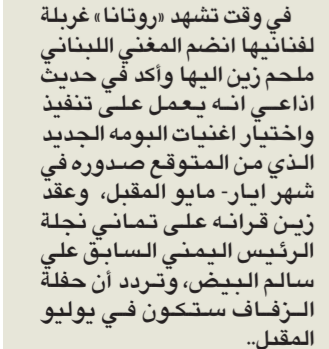 في وقت تشهد «روتانا» غربلة
لفنانيها انضم المغني اللبناني
ملحم زين اليها وأكد في حديث
اذاعي انه يعمل على تنفيذ
واختيار اغنيات البومه الجديد
الذي من المتوقع صدوره في
شهر ايار- مايو المقبل، وعقد
زين قرانه على تماني نجلة
الرئيس اليمني السابق علي
سالم البيض، وتردد أن حفلة
الزفاف ستكون في يوليو
المقبل..